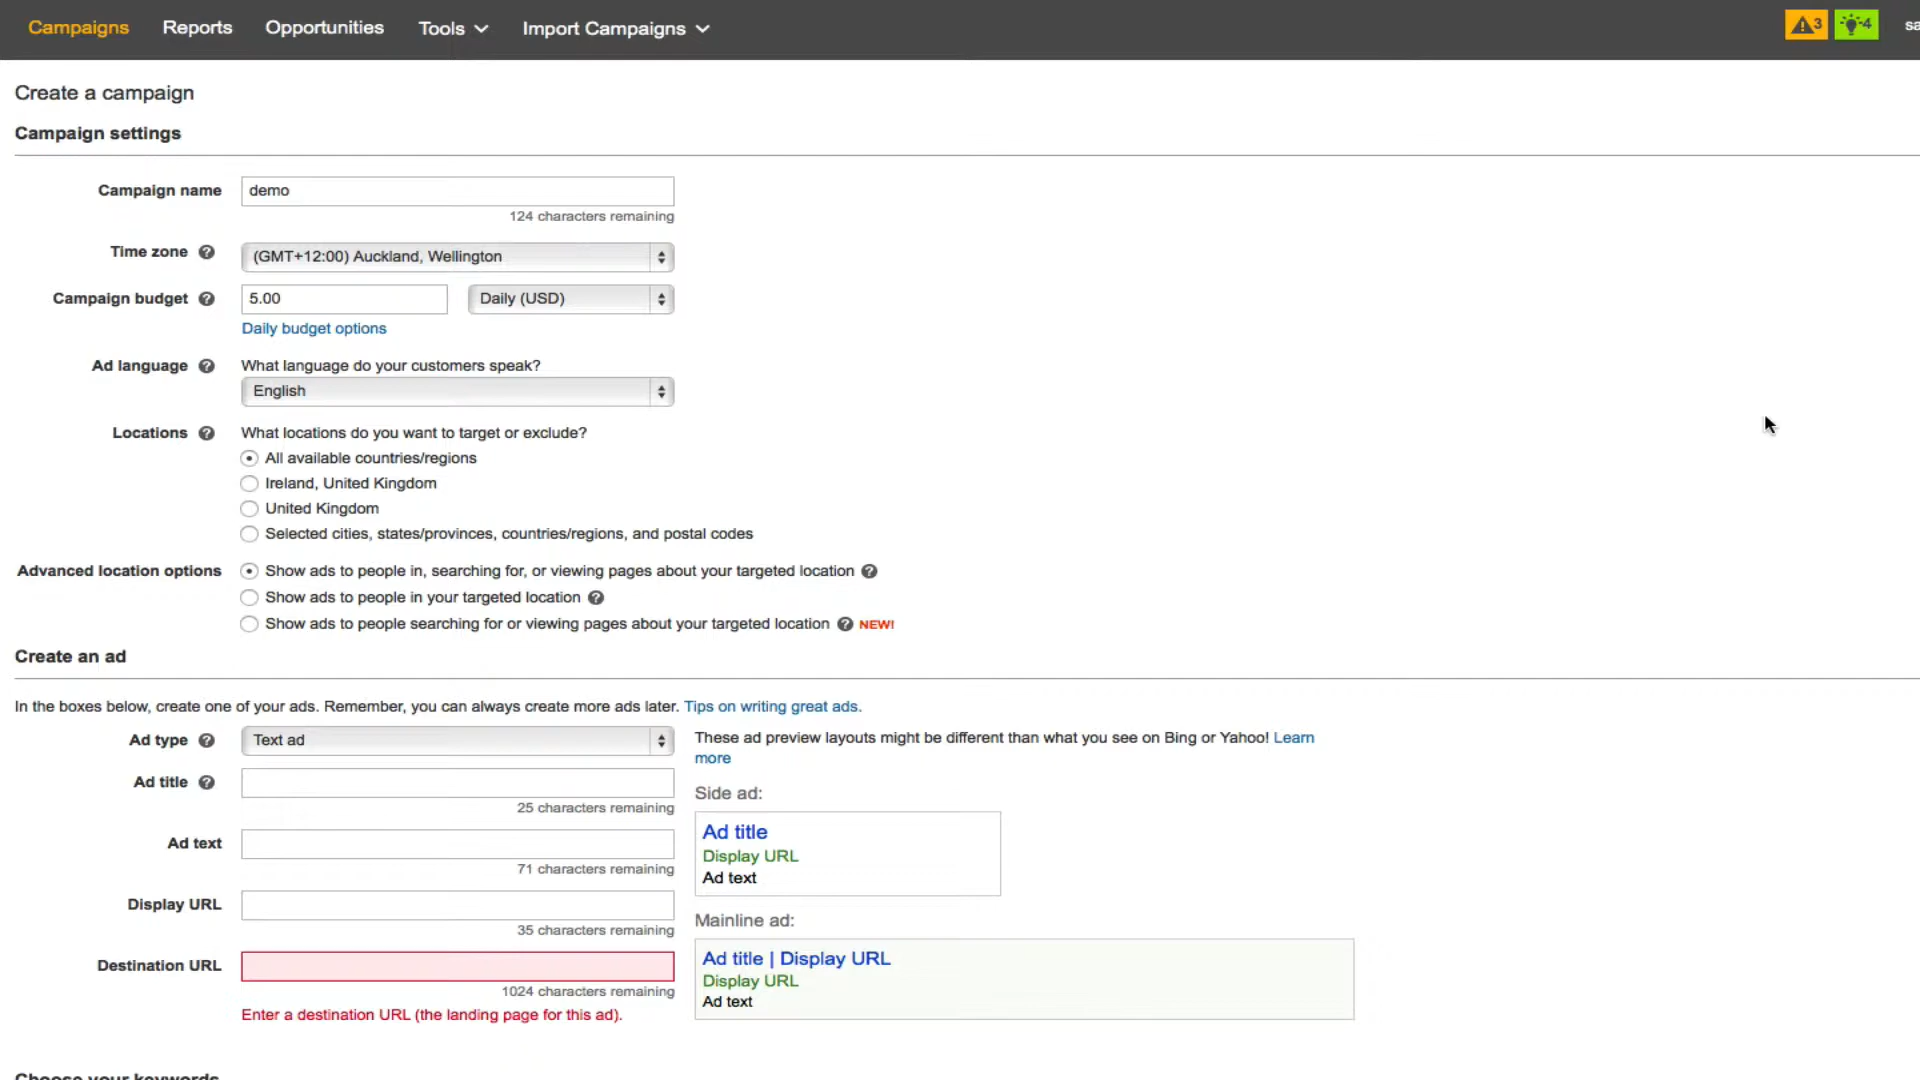 Campaigns Reports Opportunities Tools Import Campaigns 3 4
Create a campaign
Campaign settings
Campaign name demo
124 characters remaining
Time zone ? (GMT+12:00) Auckland, Wellington
Campaign budget ? 5.00 Daily (USD)
Daily budget options
Ad language ? What language do your customers speak?
English
Locations ? What locations do you want to target or exclude?
All available countries/regions
Ireland, United Kingdom
United Kingdom
Selected cities, states/provinces, countries/regions, and postal codes
Advanced location options Show ads to people in, searching for, or viewing pages about your targeted location ?
Show ads to people in your targeted location ?
Show ads to people searching for or viewing pages about your targeted location ? NEW!
Create an ad
In the boxes below, create one of your ads. Remember, you can always create more ads later. Tips on writing great ads.
Ad type ? Text ad
Ad title ?
25 characters remaining
Ad text
71 characters remaining
Display URL
35 characters remaining
Destination URL
1024 characters remaining
Enter a destination URL (the landing page for this ad).
These ad preview layouts might be different than what you see on Bing or Yahoo! Learn
more
Side ad:
Ad title
Display URL
Ad text
Mainline ad:
Ad title | Display URL
Display URL
Ad text
Choose your keywords